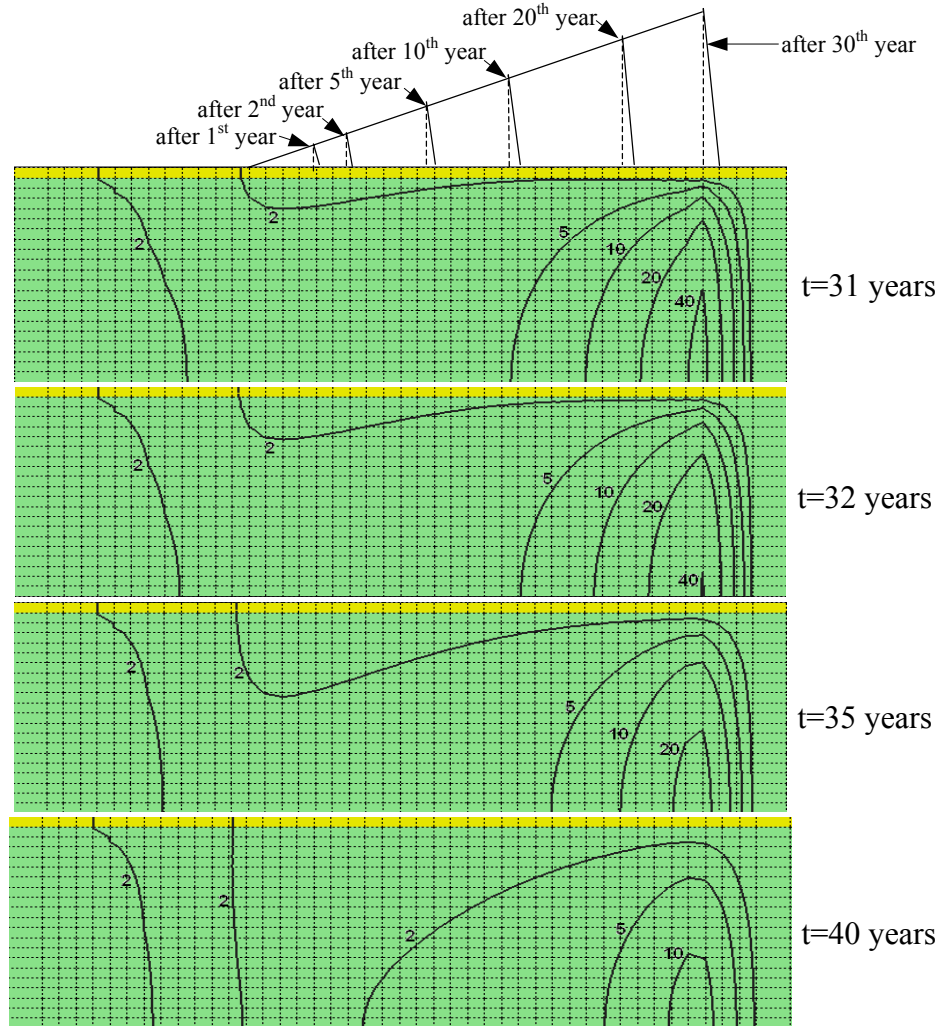 after 20th year
after 30th year
after 10th year
after 5th year
after 2nd year
after 1st year
2
2
5
10
20
40
t=31 years
2
2
5
10
20
40
t=32 years
2
2
5
10
20
t=35 years
2
2
2
5
10
t=40 years